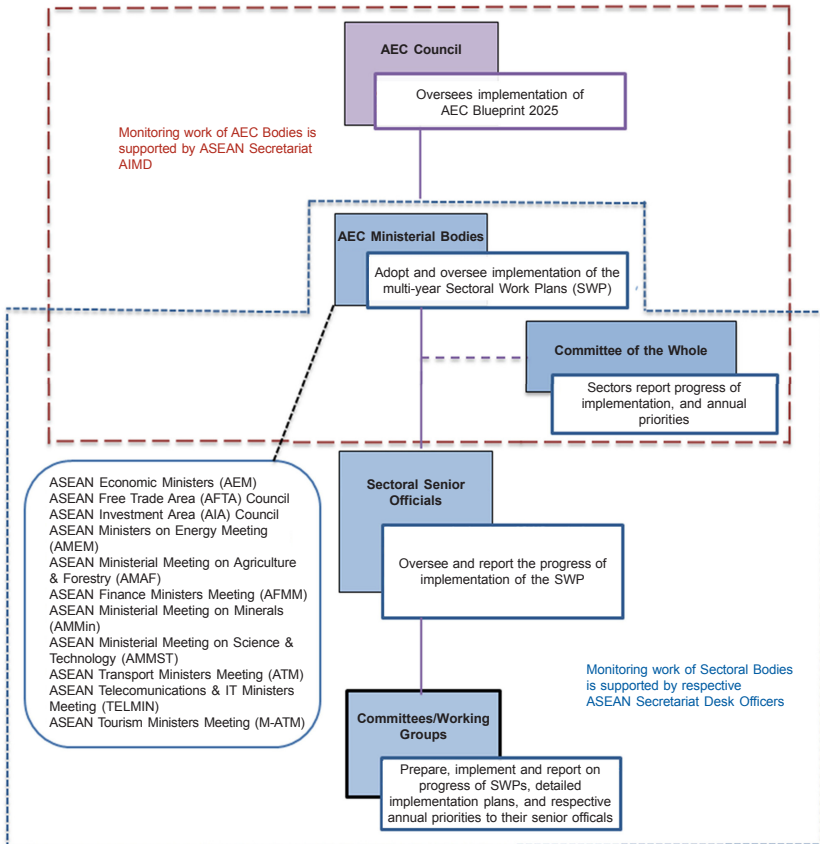 AEC Council
Oversees implementation of
AEC Blueprint 2025
Monitoring work of AEC Bodies is
supported by ASEAN Secretariat
AIMD
AEC Ministerial Bodies
Adopt and oversee implementation of the
multi-year Sectoral Work Plans (SWP)
Committee of the Whole
Sectors report progress of
implementation, and annual
priorities
ASEAN Economic Ministers (AEM)
ASEAN Free Trade Area (AFTA) Council
ASEAN Investment Area (AIA) Council
ASEAN Ministers on Energy Meeting
(AMEM)
ASEAN Ministerial Meeting on Agriculture
& Forestry (AMAF)
ASEAN Finance Ministers Meeting (AFMM)
ASEAN Ministerial Meeting on Minerals
(AMMin)
ASEAN Ministerial Meeting on Science &
Technology (AMMST)
ASEAN Transport Ministers Meeting (ATM)
ASEAN Telecomunications & IT Ministers
Meeting (TELMIN)
ASEAN Tourism Ministers Meeting (M-ATM)
Sectoral Senior
Officials
Oversee and report the progress of
implementation of the SWP
Monitoring work of Sectoral Bodies
is supported by respective
ASEAN Secretariat Desk Officers
Committees/Working
Groups
Prepare, implement and report on
progress of SWPs, detailed
implementation plans, and respective
annual priorities to their senior officals